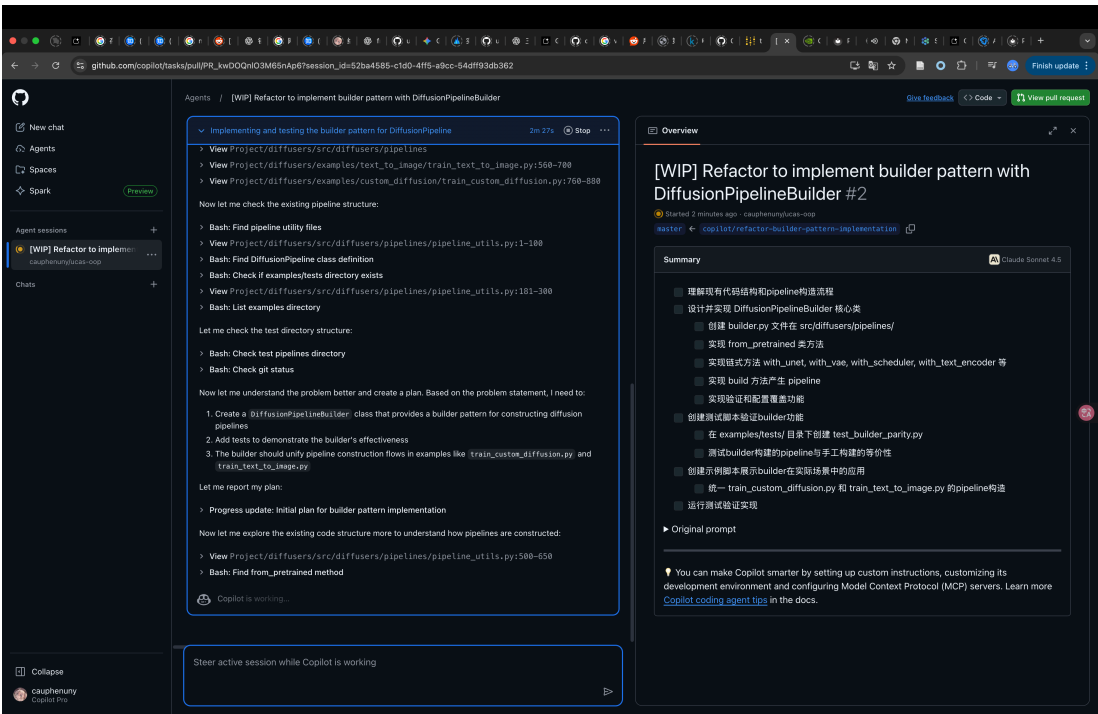 github.com/copilot/tasks/pull/PR_kwDOQnIO3M65nAp6?session_id=52ba4585-c1d0-4ff5-a9cc-54dff93db362
Finish update
Agents / [WIP] Refactor to implement builder pattern with DiffusionPipelineBuilder
Give feedback
Code
View pull request
New chat
Agents
Spaces
Spark
Preview
Agent sessions
[WIP] Refactor to implemen
cauphenuny/ucas-oop
Chats
Collapse
cauphenuny
Copilot Pro
Implementing and testing the builder pattern for DiffusionPipeline
2m 27s
Stop
View Project/diffusers/src/diffusers/pipelines
View Project/diffusers/examples/text_to_image/train_text_to_image.py:560-700
View Project/diffusers/examples/custom_diffusion/train_custom_diffusion.py:760-880
Now let me check the existing pipeline structure:
Bash: Find pipeline utility files
View Project/diffusers/src/diffusers/pipelines/pipeline_utils.py:1-100
Bash: Find DiffusionPipeline class definition
Bash: Check if examples/tests directory exists
View Project/diffusers/src/diffusers/pipelines/pipeline_utils.py:181-300
Bash: List examples directory
Let me check the test directory structure:
Bash: Check test pipelines directory
Bash: Check git status
Now let me understand the problem better and create a plan. Based on the problem statement, I need to:
1. Create a DiffusionPipelineBuilder class that provides a builder pattern for constructing diffusion
pipelines
2. Add tests to demonstrate the builder's effectiveness
3. The builder should unify pipeline construction flows in examples like train_custom_diffusion.py and
train_text_to_image.py
Let me report my plan:
Progress update: Initial plan for builder pattern implementation
Now let me explore the existing code structure more to understand how pipelines are constructed:
View Project/diffusers/src/diffusers/pipelines/pipeline_utils.py:500-650
Bash: Find from_pretrained method
Copilot is working...
Steer active session while Copilot is working
Overview
[WIP] Refactor to implement builder pattern with
DiffusionPipelineBuilder #2
Started 2 minutes ago · cauphenuny/ucas-oop
master ← copilot/refactor-builder-pattern-implementation
Summary
Claude Sonnet 4.5
理解现有代码结构和pipeline构造流程
设计并实现 DiffusionPipelineBuilder 核心类
创建 builder.py 文件在 src/diffusers/pipelines/
实现 from_pretrained 类方法
实现链式方法 with_unet, with_vae, with_scheduler, with_text_encoder 等
实现 build 方法产生 pipeline
实现验证和配置覆盖功能
创建测试脚本验证builder功能
在 examples/tests/ 目录下创建 test_builder_parity.py
测试builder构建的pipeline与手工构建的等价性
创建示例脚本展示builder在实际场景中的应用
统一 train_custom_diffusion.py 和 train_text_to_image.py 的pipeline构造
运行测试验证实现
Original prompt
You can make Copilot smarter by setting up custom instructions, customizing its
development environment and configuring Model Context Protocol (MCP) servers. Learn more
Copilot coding agent tips in the docs.